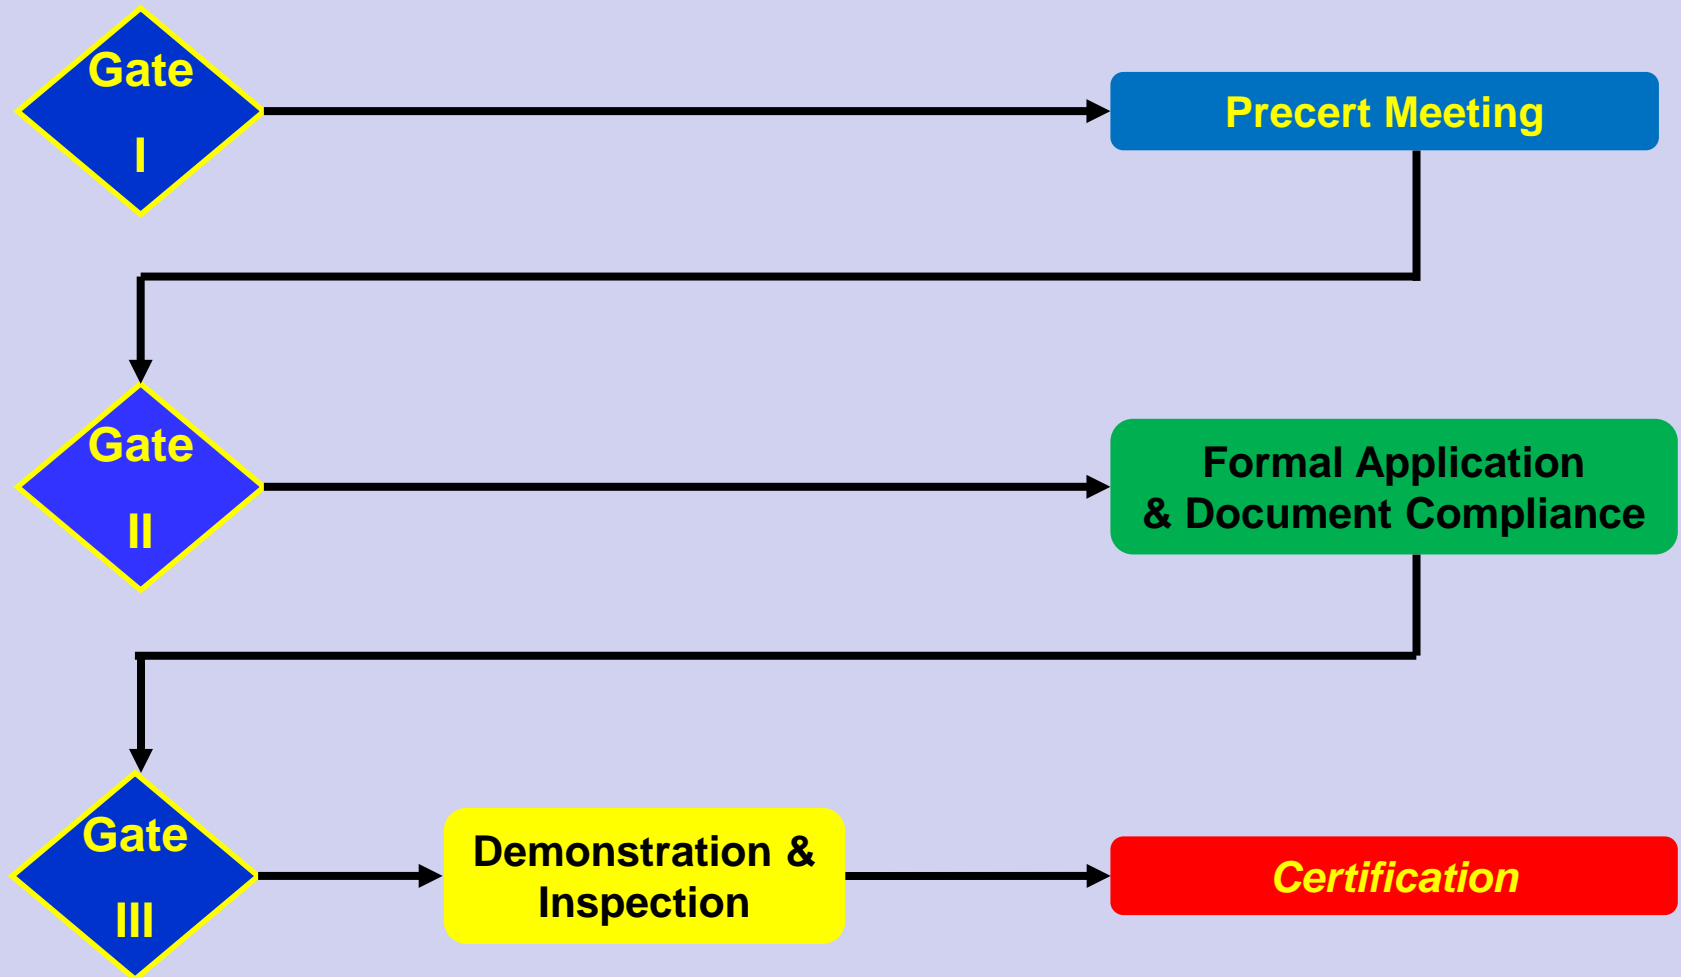 Gate
I
Precert Meeting
Gate
II
Formal Application
& Document Compliance
Gate
III
Demonstration &
Inspection
Certification